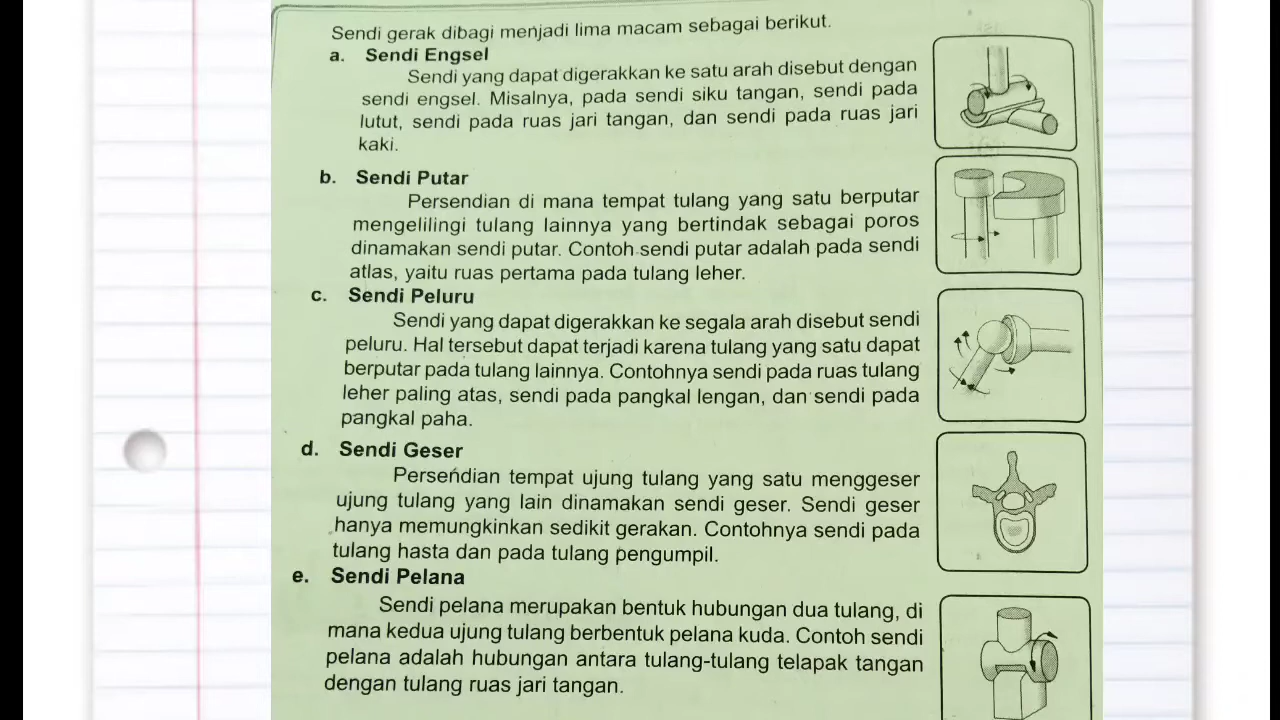 Sendi gerak dibagi menjadi lima macam sebagai berikut.
a. Sendi Engsel
Sendi yang dapat digerakkan ke satu arah disebut dengan
sendi engsel. Misalnya, pada sendi siku tangan, sendi pada
lutut, sendi pada ruas jari tangan, dan sendi pada ruas jari
kaki.
b. Sendi Putar
Persendian di mana tempat tulang yang satu berputar
mengelilingi tulang lainnya yang bertindak sebagai poros
dinamakan sendi putar. Contoh sendi putar adalah pada sendi
atlas, yaitu ruas pertama pada tulang leher.
c. Sendi Peluru
Sendi yang dapat digerakkan ke segala arah disebut sendi
peluru. Hal tersebut dapat terjadi karena tulang yang satu dapat
berputar pada tulang lainnya. Contohnya sendi pada ruas tulang
leher paling atas, sendi pada pangkal lengan, dan sendi pada
pangkal paha.
d. Sendi Geser
Persendian tempat ujung tulang yang satu menggeser
ujung tulang yang lain dinamakan sendi geser. Sendi geser
hanya memungkinkan sedikit gerakan. Contohnya sendi pada
tulang hasta dan pada tulang pengumpil.
e. Sendi Pelana
Sendi pelana merupakan bentuk hubungan dua tulang, di
mana kedua ujung tulang berbentuk pelana kuda. Contoh sendi
pelana adalah hubungan antara tulang-tulang telapak tangan
dengan tulang ruas jari tangan.